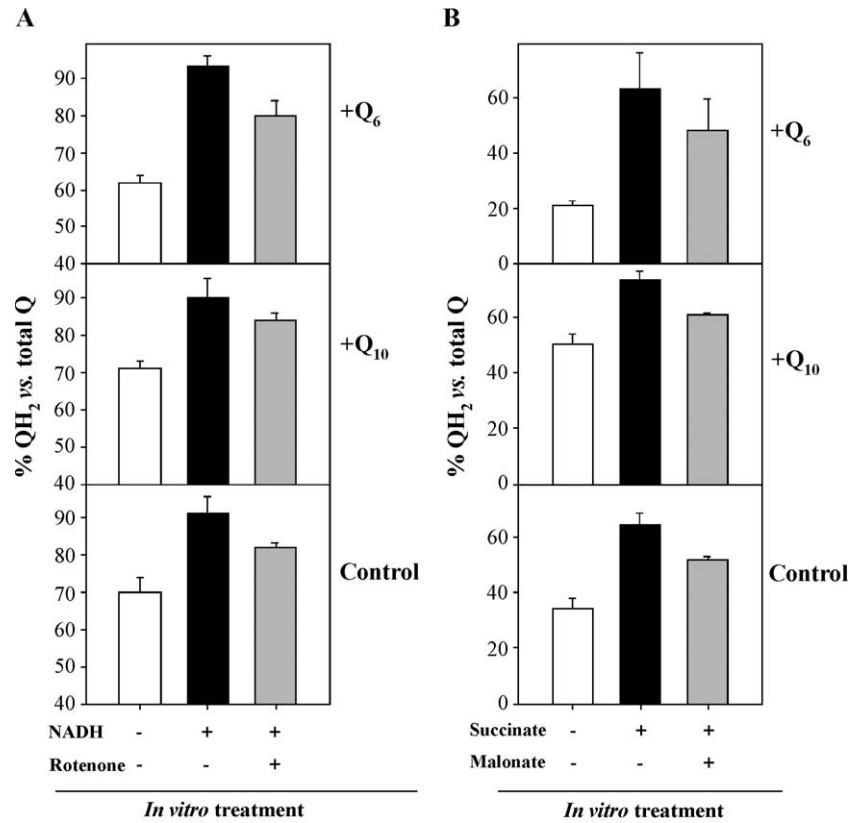 A
B
90
80
70
60
50
40
+Q6
60
40
20
0
+Q6
90
80
70
60
50
40
+Q10
60
40
20
0
+Q10
90
80
70
60
50
40
Control
60
40
20
0
Control
% QH2 vs. total Q
% QH2 vs. total Q
NADH - + +
Rotenone - - +
In vitro treatment
Succinate - + +
Malonate - - +
In vitro treatment